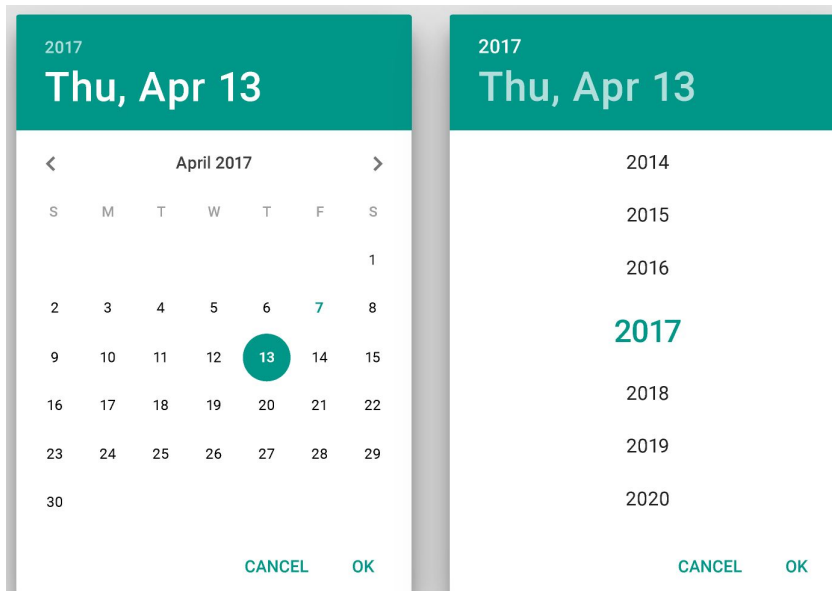 2017
Thu, Apr 13
April 2017
S M T W T F S
1
2 3 4 5 6 7 8
9 10 11 12 13 14 15
16 17 18 19 20 21 22
23 24 25 26 27 28 29
30
CANCEL OK
2017
Thu, Apr 13
2014
2015
2016
2017
2018
2019
2020
CANCEL OK